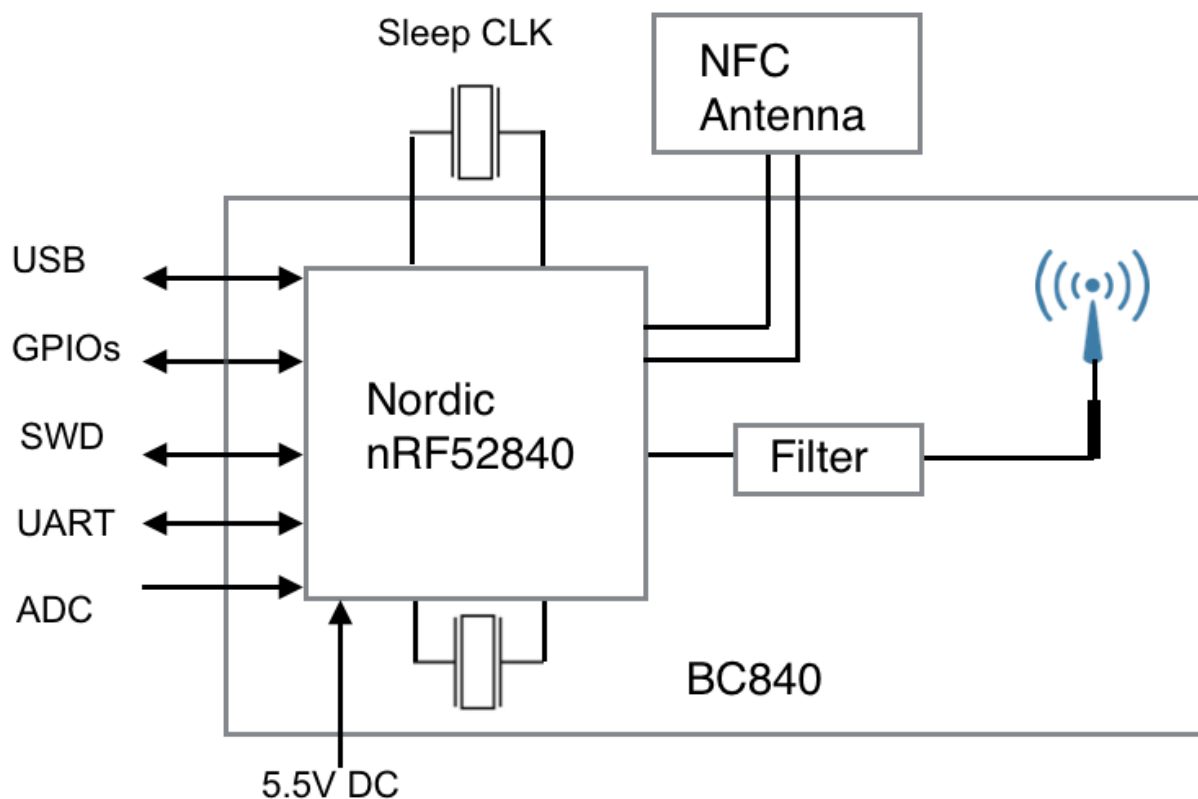 Sleep CLK
NFC
Antenna
USB
GPIOs
SWD
UART
ADC
Nordic
nRF52840
Filter
BC840
5.5V DC